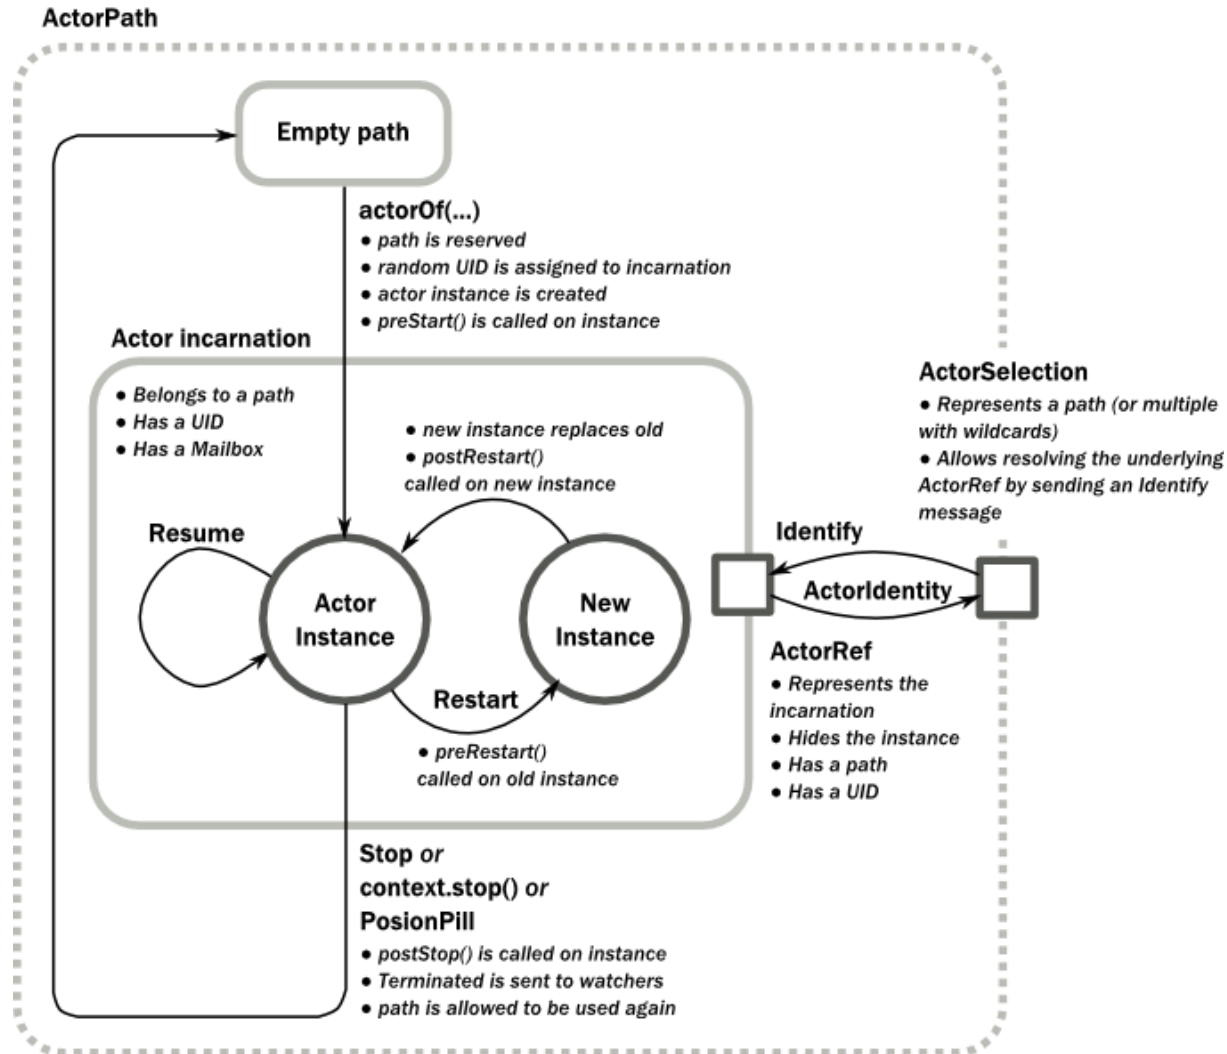 ActorPath
Empty path
actorOf(...)
● path is reserved
● random UID is assigned to incarnation
● actor instance is created
● preStart() is called on instance
Actor incarnation
● Belongs to a path
● Has a UID
● Has a Mailbox
● new instance replaces old
● postRestart()
called on new instance
Resume
Actor
Instance
New
Instance
Restart
● preRestart()
called on old instance
ActorSelection
● Represents a path (or multiple
with wildcards)
● Allows resolving the underlying
ActorRef by sending an Identify
message
Identify
ActorIdentity
ActorRef
● Represents the
incarnation
● Hides the instance
● Has a path
● Has a UID
Stop or
context.stop() or
PosionPill
● postStop() is called on instance
● Terminated is sent to watchers
● path is allowed to be used again